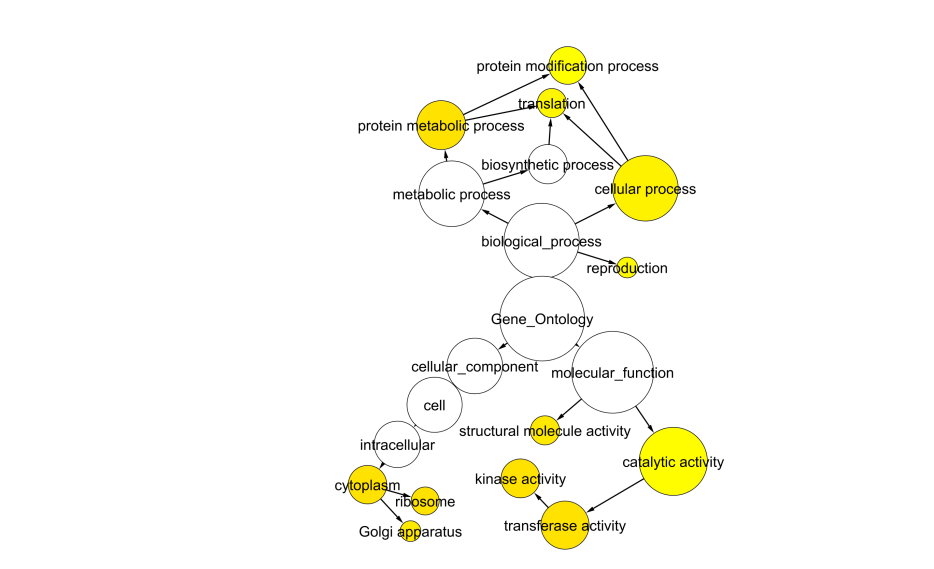 protein modification process
translation
protein metabolic process
biosynthetic process
cellular process
metabolic process
biological_process
reproduction
Gene_Ontology
cellular_component
molecular_function
cell
structural molecule activity
intracellular
catalytic activity
kinase activity
cytoplasm
ribosome
transferase activity
Golgi apparatus